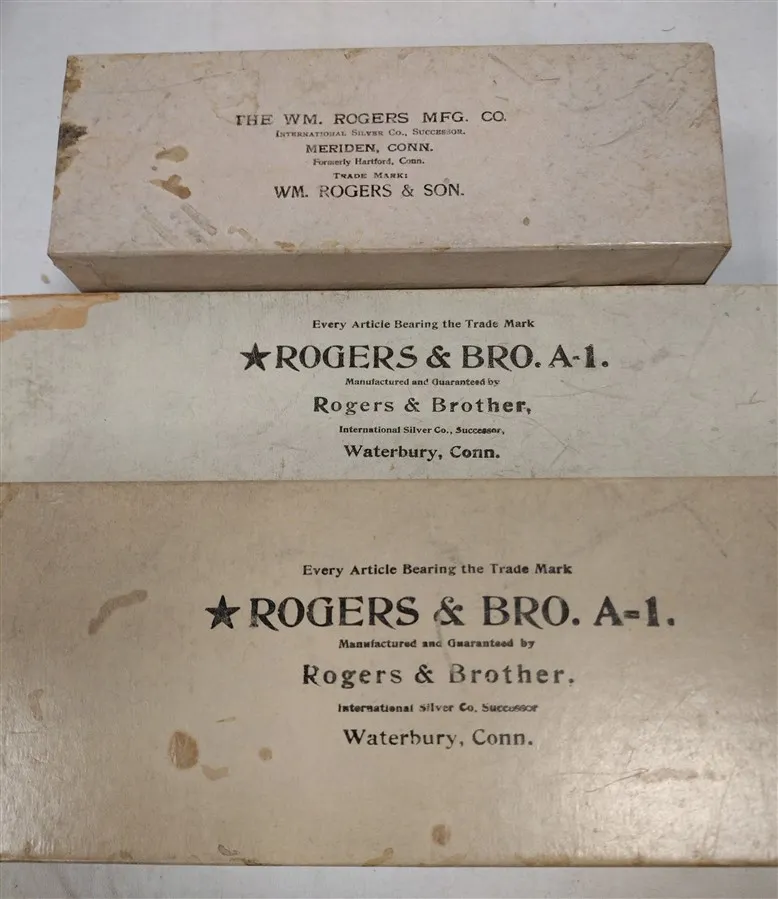 THE WM. ROGERS MFG. CO.
INTERNATIONAL SILVER CO., SUCCESSOR.
MERIDEN, CONN.
Formerly Hartford, Conn.
TRADE MARK:
WM. ROGERS & SON.
Every Article Bearing the Trade Mark
★ROGERS & BRO. A-1.
Manufactured and Guaranteed by
Rogers & Brother,
International Silver Co., Successor,
Waterbury, Conn.
Every Article Bearing the Trade Mark
★ROGERS & BRO. A-1.
Manufactured and Guaranteed by
Rogers & Brother.
International Silver Co. Successor
Waterbury, Conn.